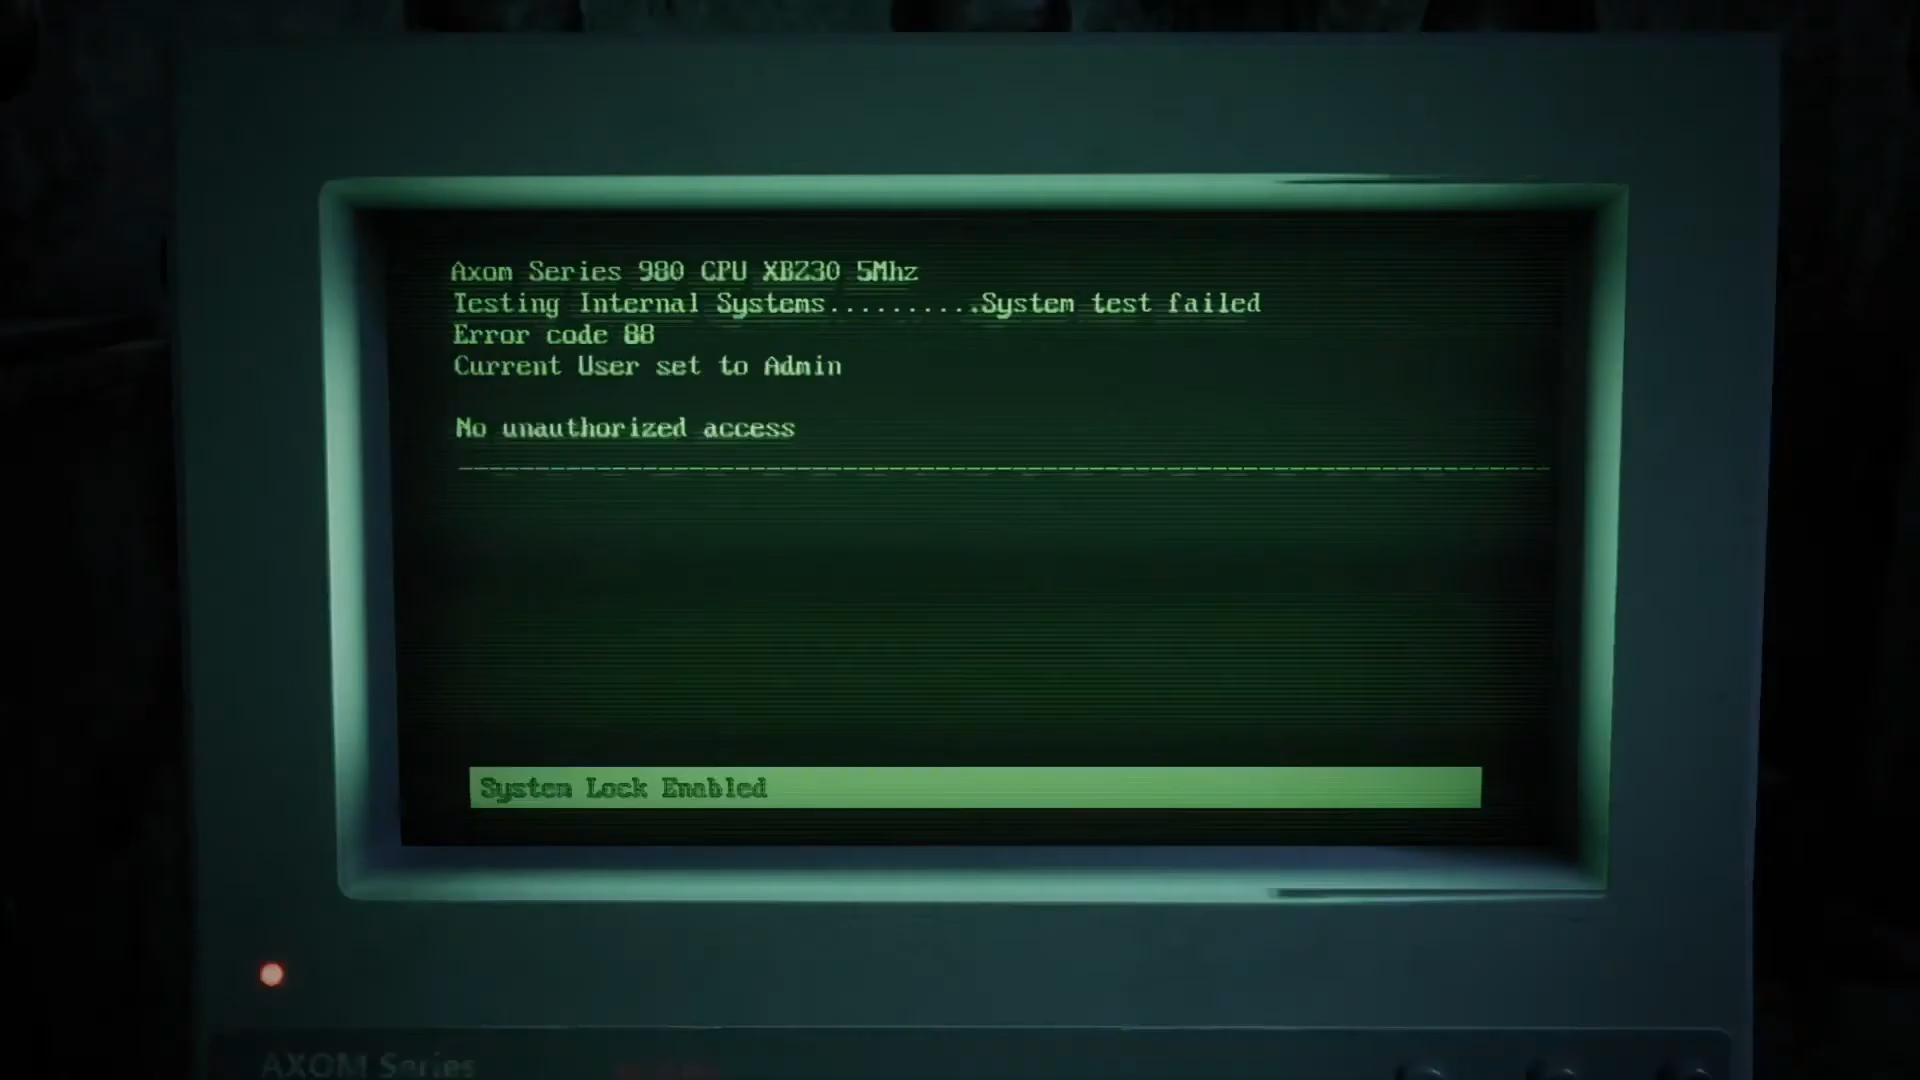 Axom Series 980 CPU XBZ30 5Mhz
Testing Internal Systems..........System test failed
Error code 88
Current User set to Admin
No unauthorized access
System Lock Enabled
AXOM Series